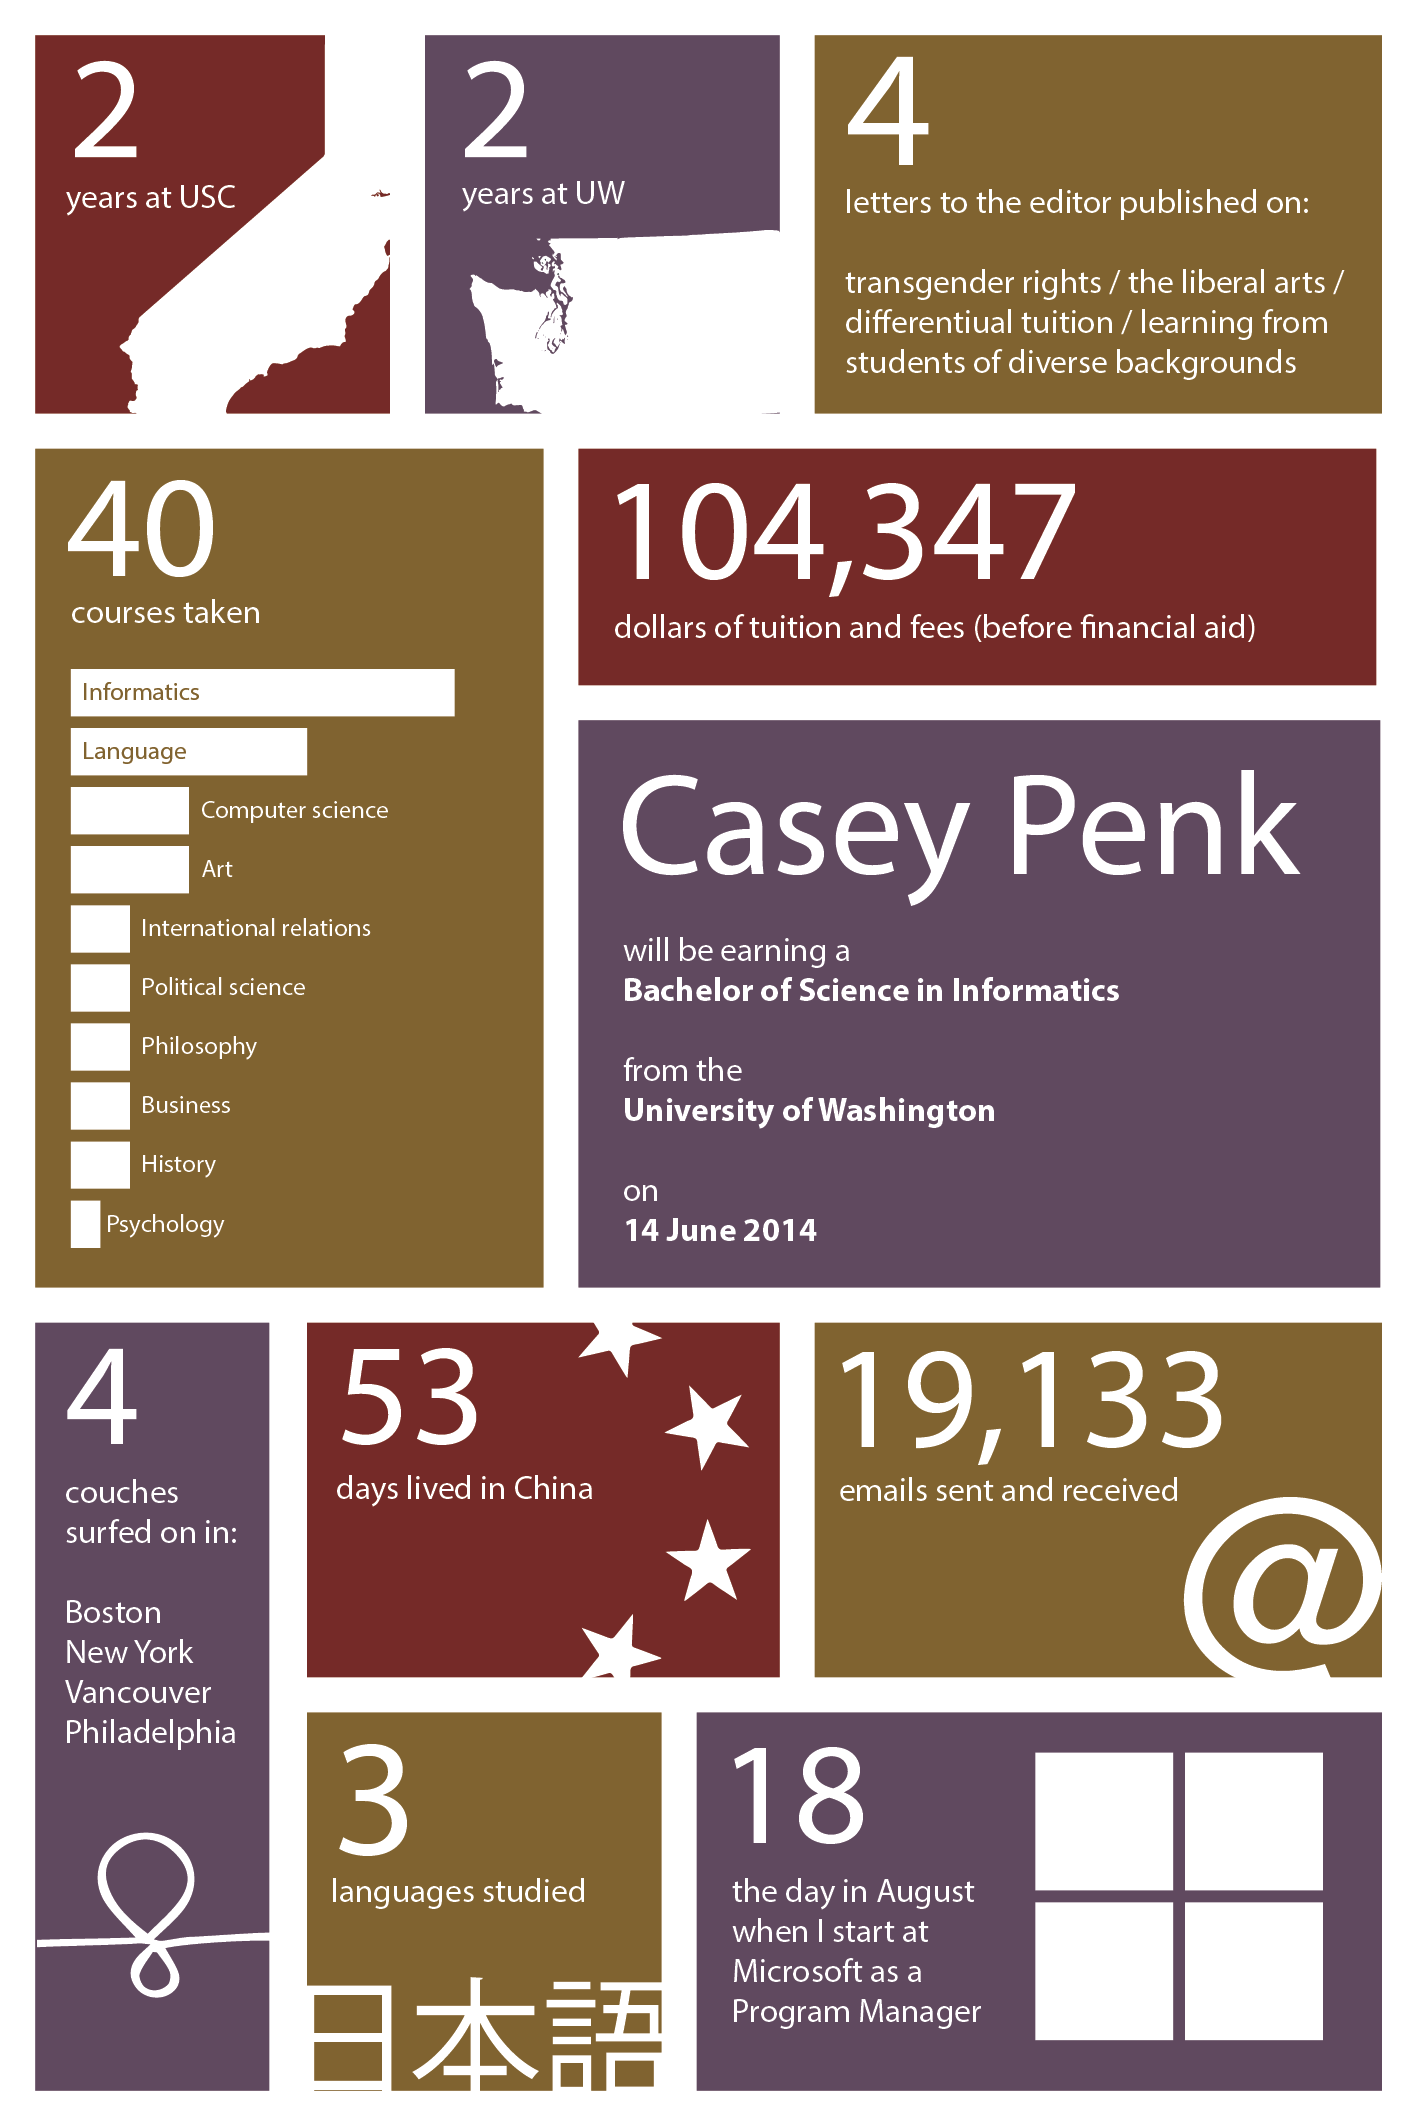 2
years at USC
2
years at UW
4
letters to the editor published on:
transgender rights / the liberal arts /
differentiual tuition / learning from
students of diverse backgrounds
40
courses taken
Informatics
Language
Computer science
Art
International relations
Political science
Philosophy
Business
History
Psychology
104,347
dollars of tuition and fees (before financial aid)
Casey Penk
will be earning a
Bachelor of Science in Informatics
from the
University of Washington
on
14 June 2014
4
couches
surfed on in:
Boston
New York
Vancouver
Philadelphia
53
days lived in China
19,133
emails sent and received
@
3
languages studied
日本語
18
the day in August
when I start at
Microsoft as a
Program Manager